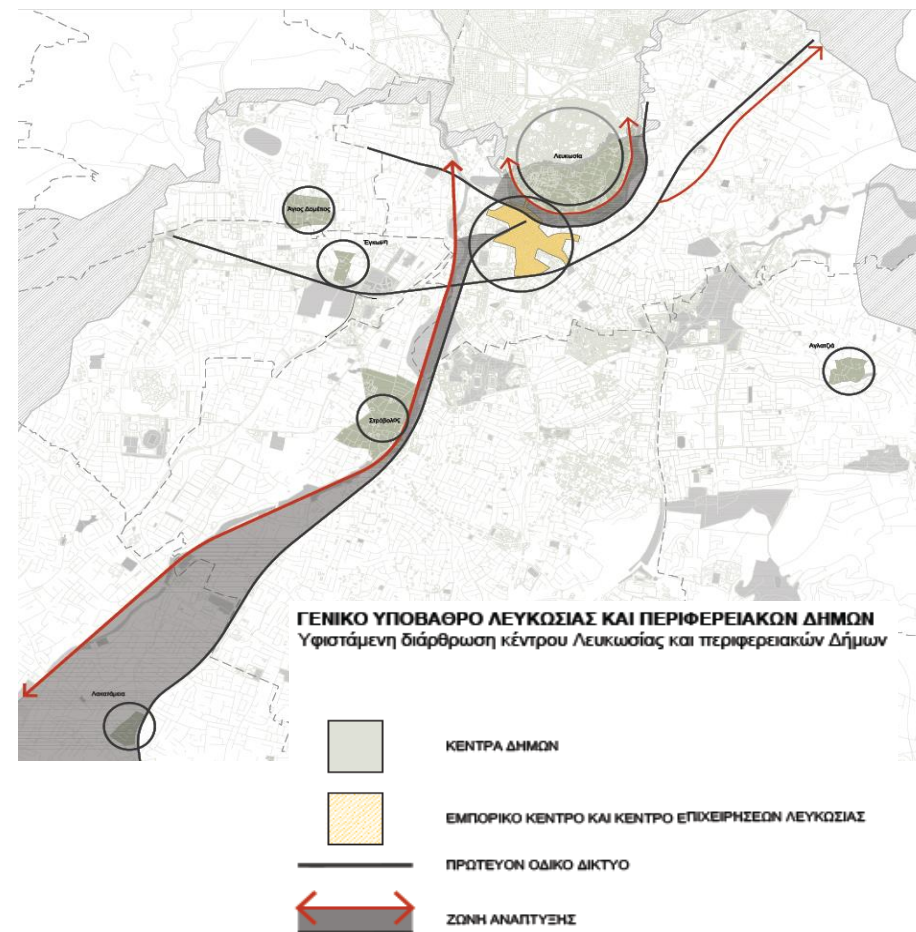 Λευκωσία
Άγιος Δομέτιος
Έγκωμη
Αγλατζιά
Στρόβολος
ΓΕΝΙΚΟ ΥΠΟΒΑΘΡΟ ΛΕΥΚΩΣΙΑΣ ΚΑΙ ΠΕΡΙΦΕΡΕΙΑΚΩΝ ΔΗΜΩΝ
Υφιστάμενη διάρθρωση κέντρου Λευκωσίας και περιφερειακών Δήμων
Λακατάμεια
ΚΕΝΤΡΑ ΔΗΜΩΝ
ΕΜΠΟΡΙΚΟ ΚΕΝΤΡΟ ΚΑΙ ΚΕΝΤΡΟ ΕΠΙΧΕΙΡΗΣΕΩΝ ΛΕΥΚΩΣΙΑΣ
ΠΡΩΤΕΥΟΝ ΟΔΙΚΟ ΔΙΚΤΥΟ
ΖΩΝΗ ΑΝΑΠΤΥΞΗΣ